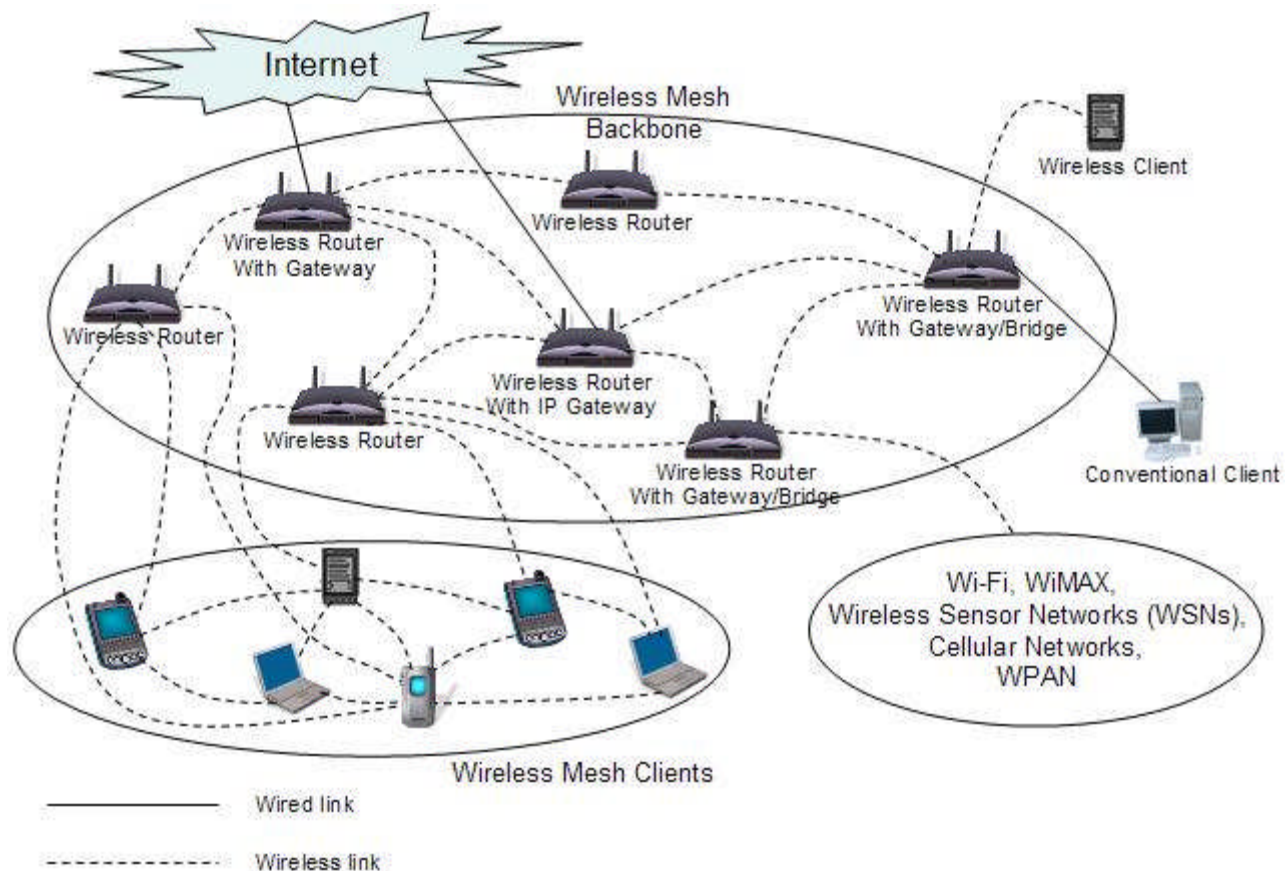 Internet
Wireless Mesh
Backbone
Wireless Client
Wireless Router
Wireless Router
With Gateway
Wireless Router
With Gateway/Bridge
Wireless Router
Wireless Router
With IP Gateway
Wireless Router
Wireless Router
With Gateway/Bridge
Conventional Client
Wi-Fi, WiMAX,
Wireless Sensor Networks (WSNs),
Cellular Networks,
WPAN
Wireless Mesh Clients
Wired link
Wireless link